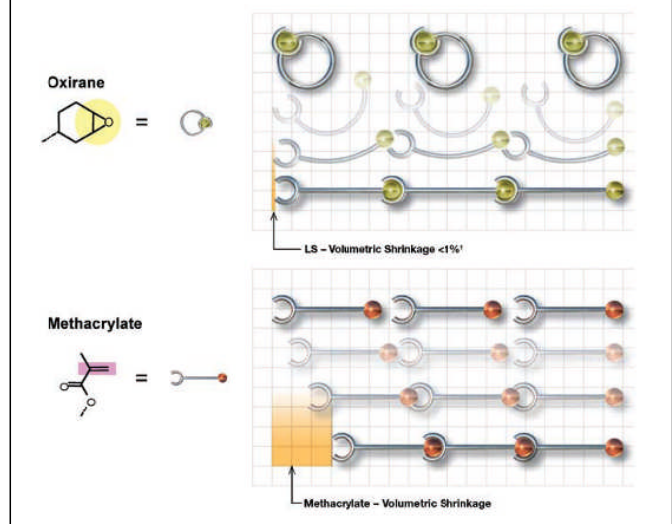 Oxirane
O
=
LS – Volumetric Shrinkage <1%¹
Methacrylate
O
O
=
Methacrylate – Volumetric Shrinkage